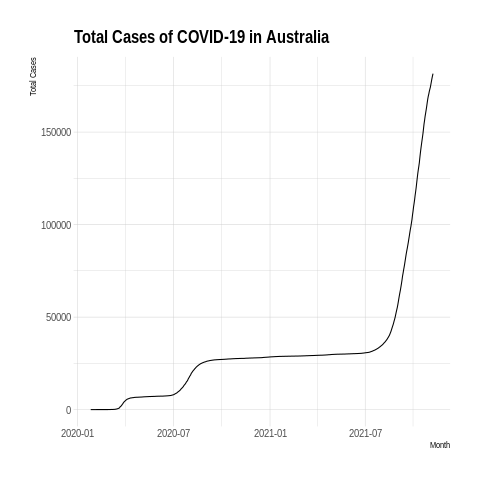 Total Cases of COVID-19 in Australia
Total Cases
150000
100000
50000
0
2020-01 2020-07 2021-01 2021-07
Month